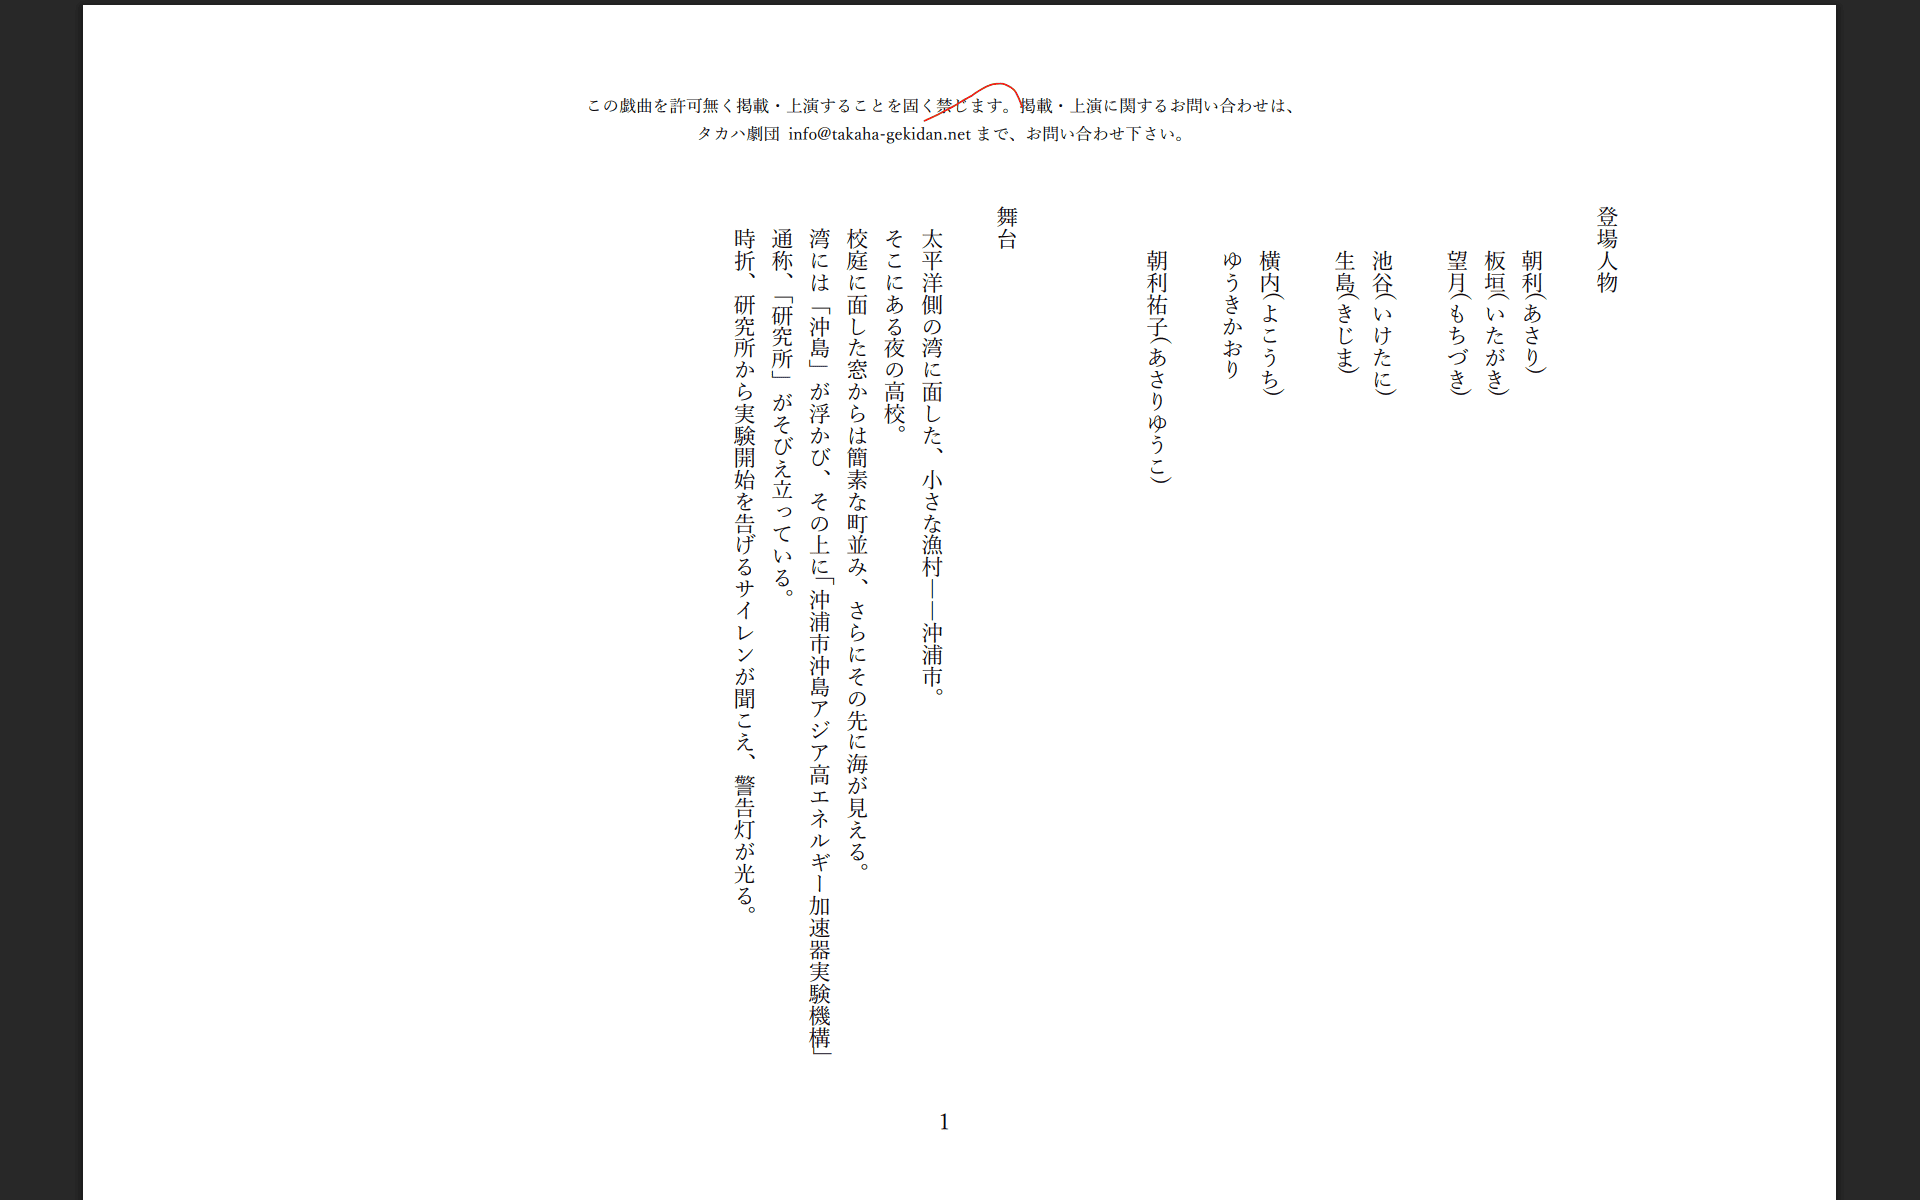 この戯曲を許可無く掲載・上演することを固く禁じます。掲載・上演に関するお問い合わせは、
タカハ劇団 info@takaha-gekidan.net まで、お問い合わせ下さい。
登場人物
朝利(あさり)
板垣(いたがき)
望月(もちづき)
池谷(いけたに)
生島(きじま)
横内(よこうち)
ゆうきかおり
朝利祐子(あさりゆうこ)
舞台
太平洋側の湾に面した、小さな漁村——沖浦市。
そこにある夜の高校。
校庭に面した窓からは簡素な町並み、さらにその先に海が見える。
湾には「沖島」が浮かび、その上に「沖浦市沖島アジア高エネルギー加速器実験機構」
通称、「研究所」がそびえ立っている。
時折、研究所から実験開始を告げるサイレンが聞こえ、警告灯が光る。
1